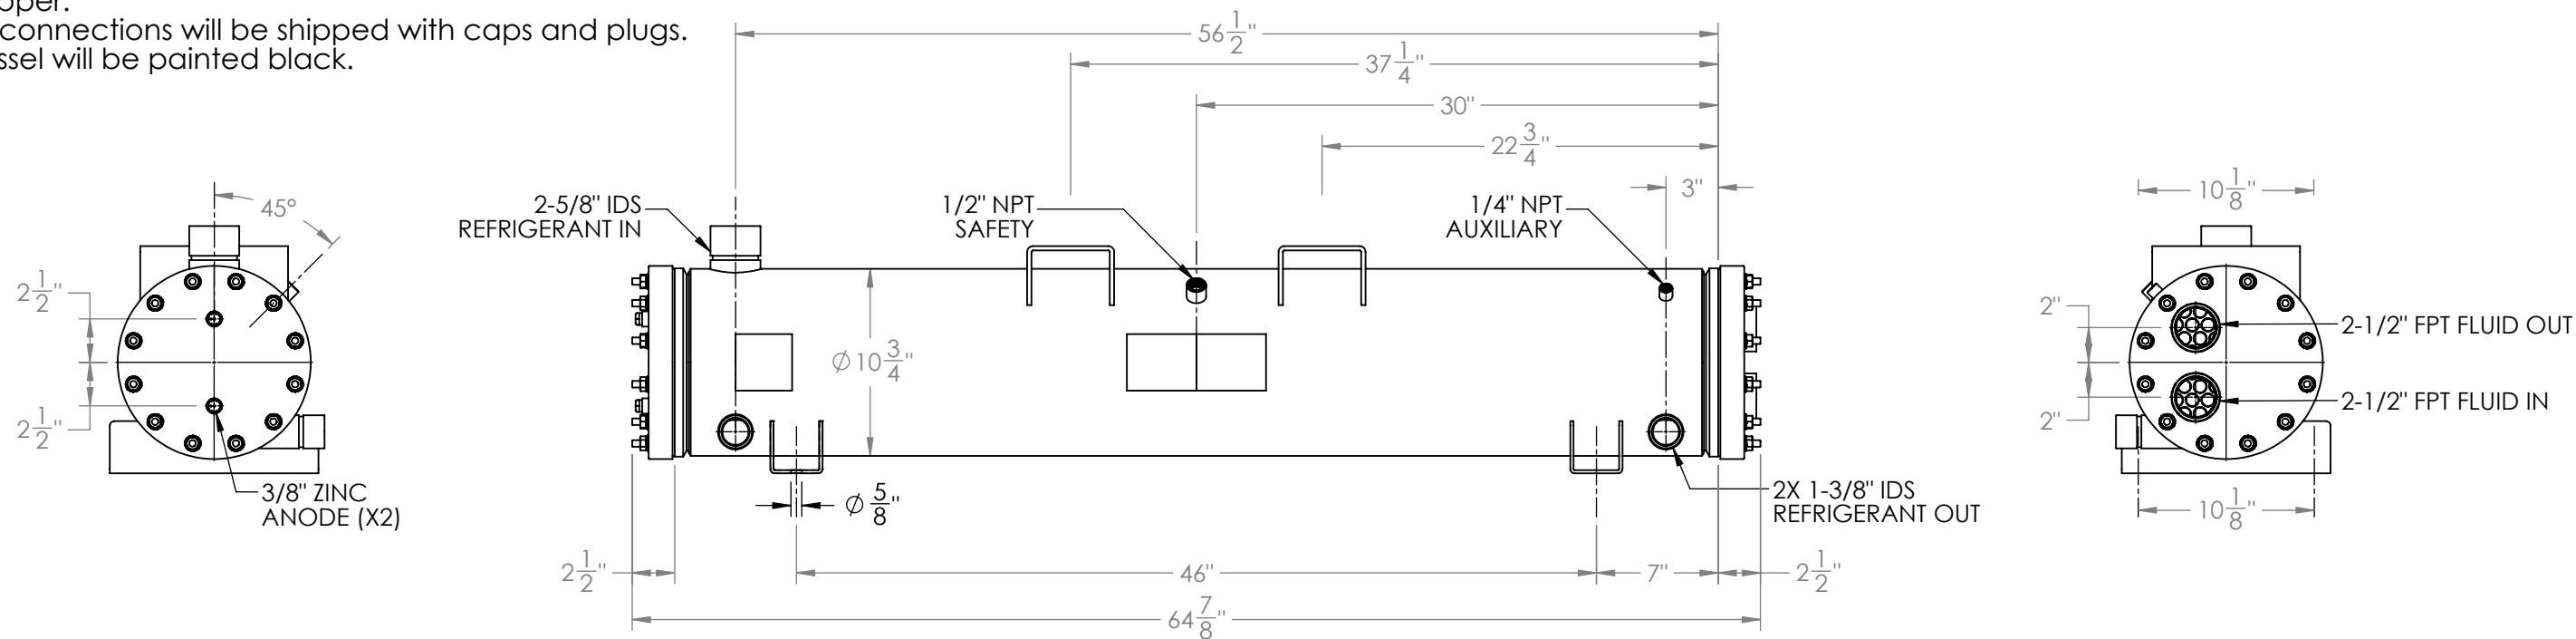 connections will be shipped with caps and plugs.
will be painted black.
56 1/2"
37 1/4"
30"
22 3/4"
3"
45°
2 1/2"
2 1/2"
3/8" ZINC
ANODE (X2)
2-5/8" IDS
REFRIGERANT IN
1/2" NPT
SAFETY
1/4" NPT
AUXILIARY
Ø10 3/4"
Ø 5/8"
2X 1-3/8" IDS
REFRIGERANT OUT
2 1/2"
46"
7"
2 1/2"
64 7/8"
10 1/8"
2"
2"
2-1/2" FPT FLUID OUT
2-1/2" FPT FLUID IN
10 1/8"